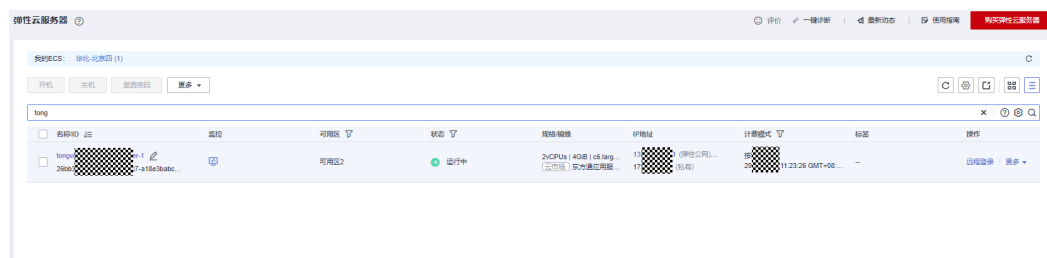 弹性云服务器
评价 一键诊断 最新动态 使用指南 购买弹性云服务器
我的ECS: 华北-北京四 (1)
开机 关机 重置密码 更多
tong
名称/ID 监控 可用区 状态 规格/镜像 IP地址 计费模式 标签 操作
tong c-1 可用区2 运行中 2vCPUs | 4GiB | c6.larg... 13 1 (弹性公网)... 按 -- 远程登录 更多
26bb 7-a18e3babc... 云市场 东方通应用服... 17 (私有) 20 11:23:26 GMT+08:...